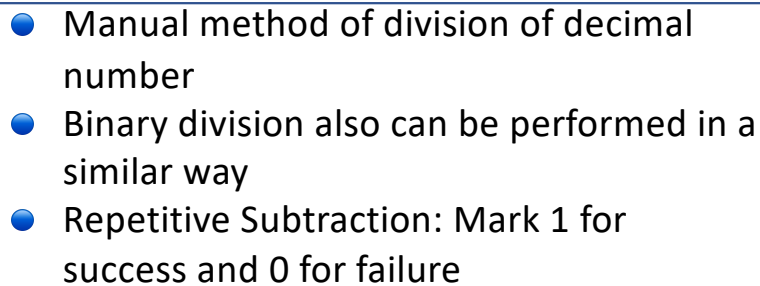 Manual method of division of decimal
number
Binary division also can be performed in a
similar way
Repetitive Subtraction: Mark 1 for
success and 0 for failure